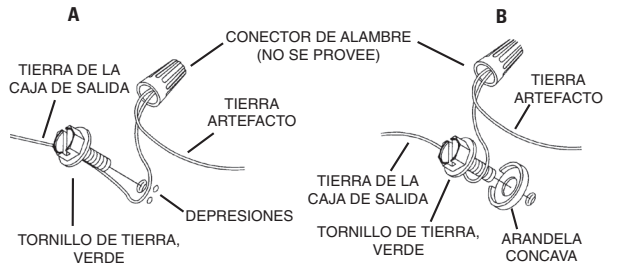 A
B
CONECTOR DE ALAMBRE
(NO SE PROVEE)
TIERRA DE LA
CAJA DE SALIDA
TIERRA
ARTEFACTO
DEPRESIONES
TORNILLO DE TIERRA,
VERDE
TIERRA
ARTEFACTO
TIERRA DE LA
CAJA DE SALIDA
TORNILLO DE TIERRA,
VERDE
ARANDELA
CONCAVA